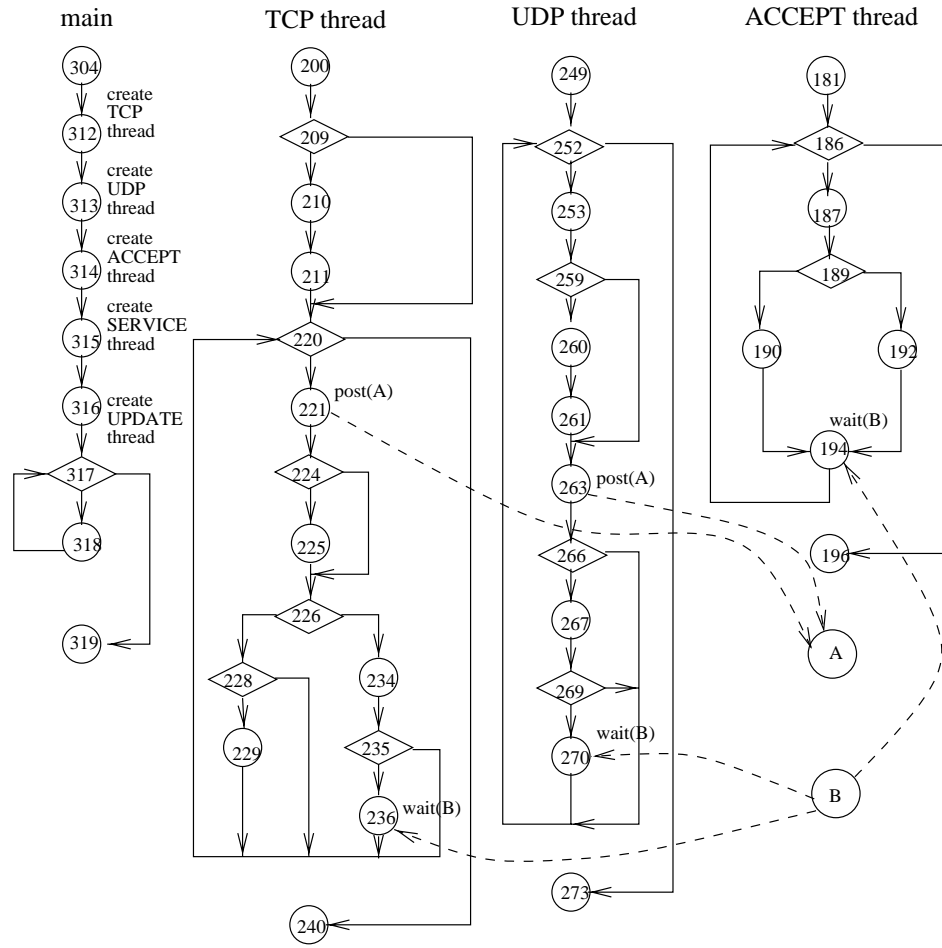 main
TCP thread
UDP thread
ACCEPT thread
304
create
TCP
thread
312
create
UDP
thread
313
create
ACCEPT
thread
314
create
SERVICE
thread
315
create
UPDATE
thread
316
317
318
319
200
209
210
211
220
post(A)
221
224
225
226
228
229
234
235
wait(B)
236
240
249
252
253
259
260
261
post(A)
263
266
267
269
wait(B)
270
273
181
186
187
189
190
192
wait(B)
194
196
A
B